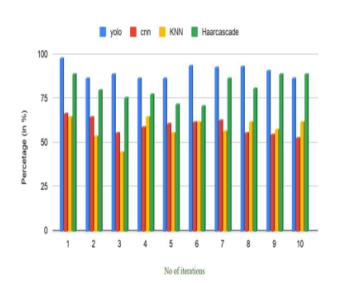 yolo cnn KNN Haarcascade
Percetage (in %)
100
75
50
25
0
1 2 3 4 5 6 7 8 9 10
No of iterations